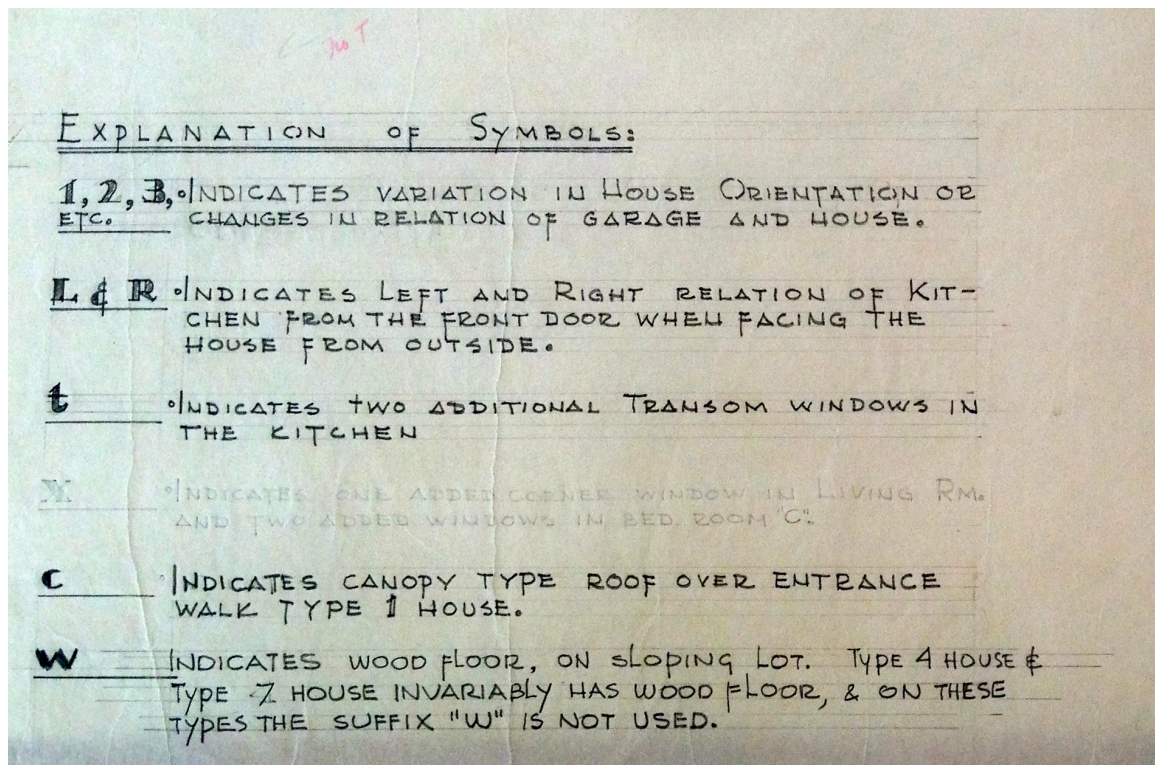 no T
EXPLANATION OF SYMBOLS:
1, 2, 3, INDICATES VARIATION IN HOUSE ORIENTATION OR
ETC. CHANGES IN RELATION OF GARAGE AND HOUSE.
L & R INDICATES LEFT AND RIGHT RELATION OF KIT-
CHEN FROM THE FRONT DOOR WHEN FACING THE
HOUSE FROM OUTSIDE.
t INDICATES TWO ADDITIONAL TRANSOM WINDOWS IN
THE KITCHEN
X INDICATES ONE ADDED CORNER WINDOW IN LIVING RM.
AND TWO ADDED WINDOWS IN BED ROOM "C".
C INDICATES CANOPY TYPE ROOF OVER ENTRANCE
WALK TYPE 1 HOUSE.
W INDICATES WOOD FLOOR, ON SLOPING LOT. TYPE 4 HOUSE &
TYPE 7 HOUSE INVARIABLY HAS WOOD FLOOR, & ON THESE
TYPES THE SUFFIX "W" IS NOT USED.